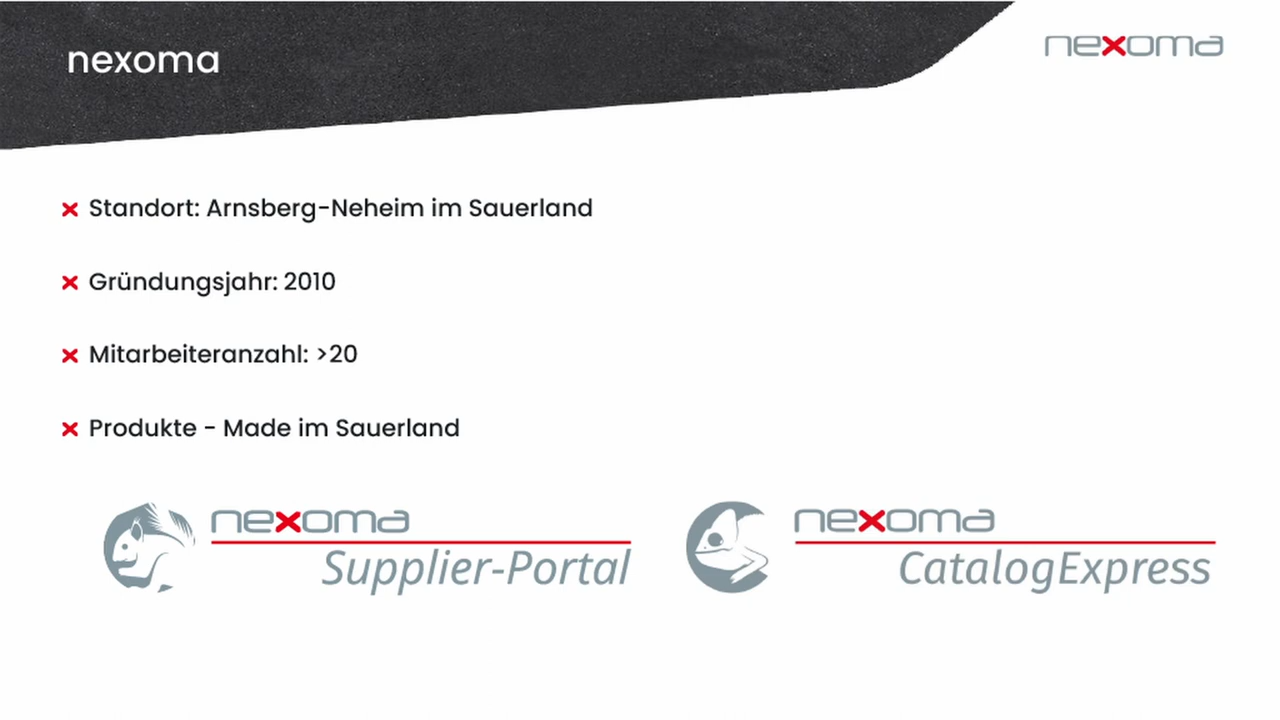 nexoma
nexoma
Standort: Arnsberg-Neheim im Sauerland
Gründungsjahr: 2010
Mitarbeiteranzahl: >20
Produkte - Made im Sauerland
nexoma
Supplier-Portal
nexoma
CatalogExpress